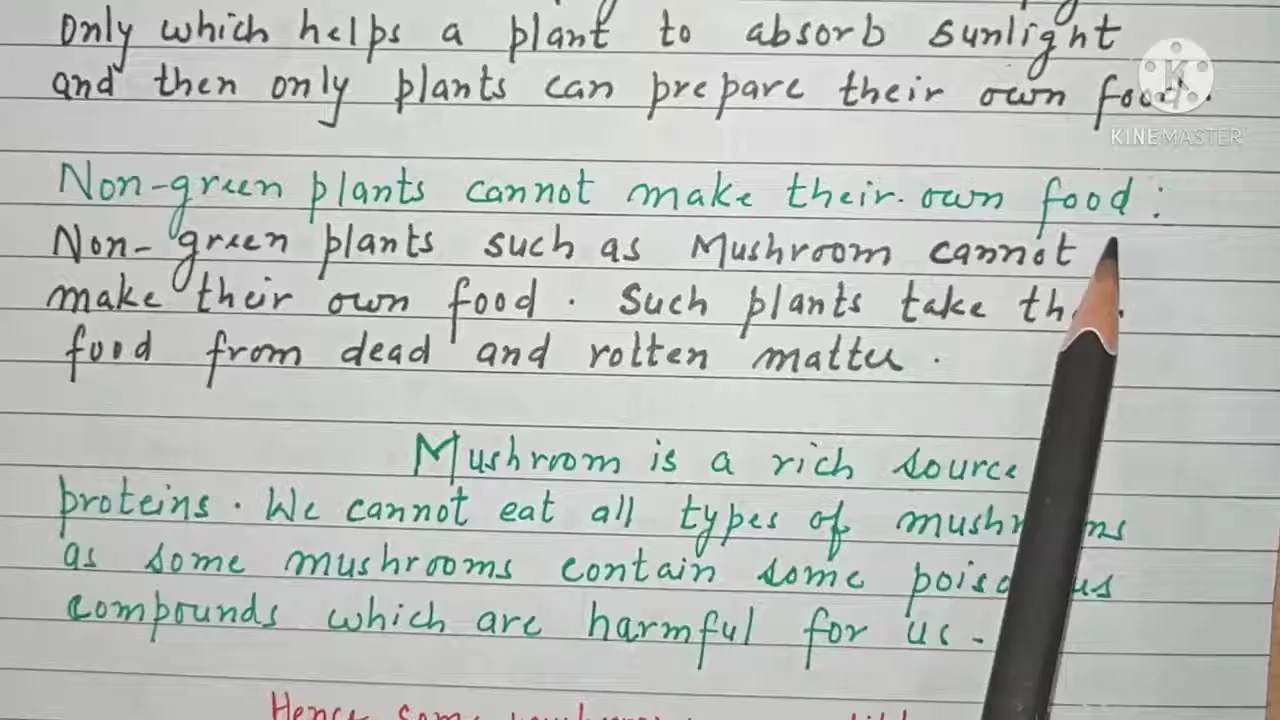 only which helps a plant to absorb sunlight
and then only plants can prepare their own food.
KINEMASTER
Non-green plants cannot make their own food:
Non-green plants such as Mushroom cannot
make their own food. Such plants take
food from dead and rotten matter.
Mushroom is a rich source
proteins. We cannot eat all types of
as some mushrooms contain some
compounds which are harmful for us.
Hence some